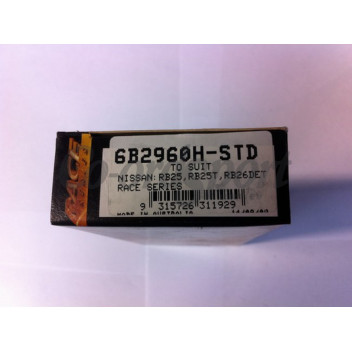 RACE
6B2960H-STD
TO SUIT
NISSAN:RB25,RB25T,RB26DET
RACE SERIES
9 315726 311929
MADE IN AUSTRALIA